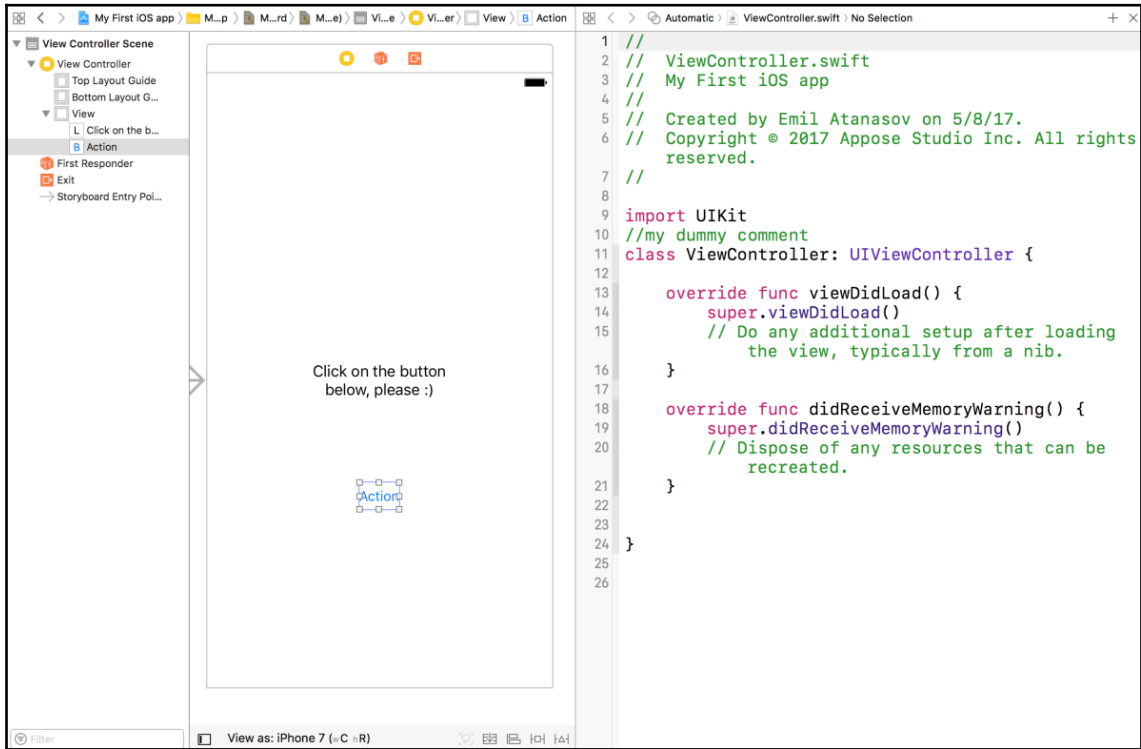 My First iOS app M...p M...rd) M...e) Vi...e Vi...er) View B Action
Automatic ViewController.swift No Selection
View Controller Scene
View Controller
Top Layout Guide
Bottom Layout G...
View
L Click on the b...
B Action
First Responder
Exit
Storyboard Entry Poi...
Filter
Click on the button
below, please :)
Action
View as: iPhone 7 (wC hR)
1 //
2 // ViewController.swift
3 // My First iOS app
4 //
5 // Created by Emil Atanasov on 5/8/17.
6 // Copyright © 2017 Appose Studio Inc. All rights
reserved.
7 //
8
9 import UIKit
10 //my dummy comment
11 class ViewController: UIViewController {
12
13 override func viewDidLoad() {
14 super.viewDidLoad()
15 // Do any additional setup after loading
the view, typically from a nib.
16 }
17
18 override func didReceiveMemoryWarning() {
19 super.didReceiveMemoryWarning()
20 // Dispose of any resources that can be
recreated.
21 }
22
23
24 }
25
26